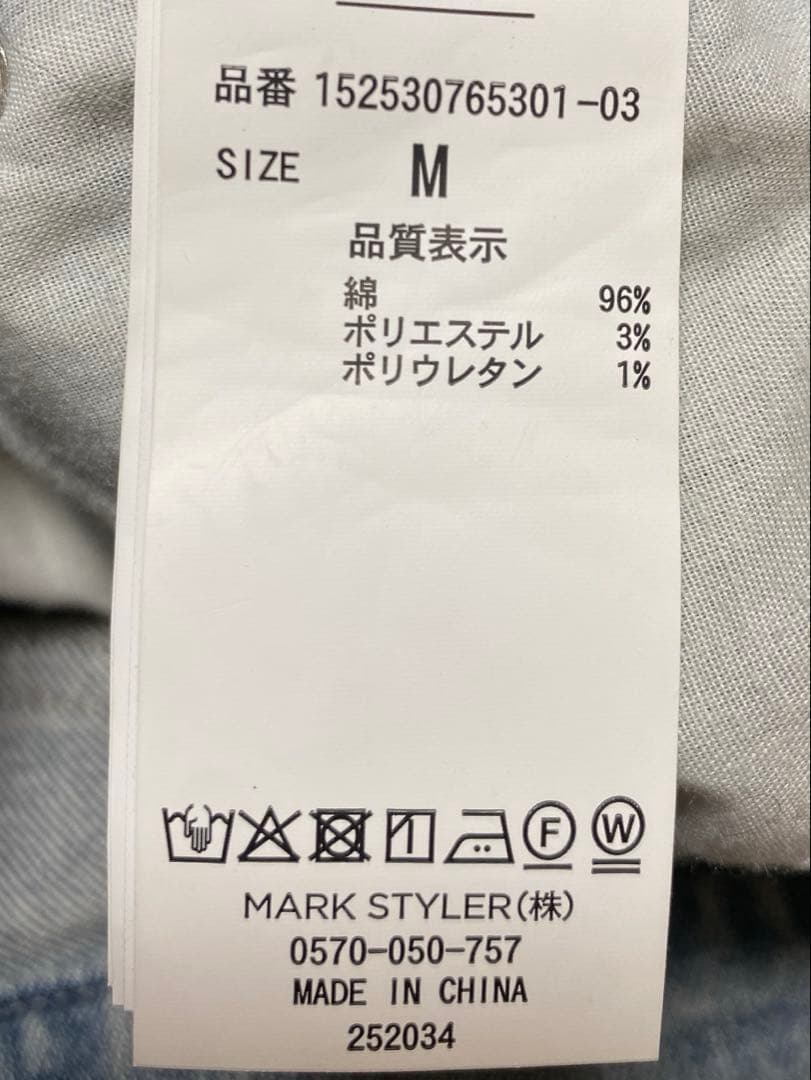 品番 152530765301-03
SIZE M
品質表示
綿 96%
ポリエステル 3%
ポリウレタン 1%
F W
MARK STYLER(株)
0570-050-757
MADE IN CHINA
252034